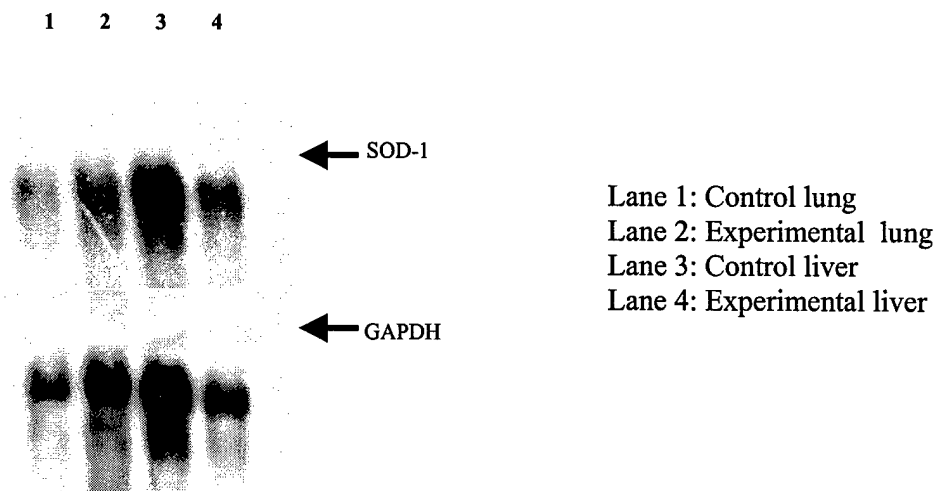 1 2 3 4
SOD-1
GAPDH
Lane 1: Control lung
Lane 2: Experimental lung
Lane 3: Control liver
Lane 4: Experimental liver